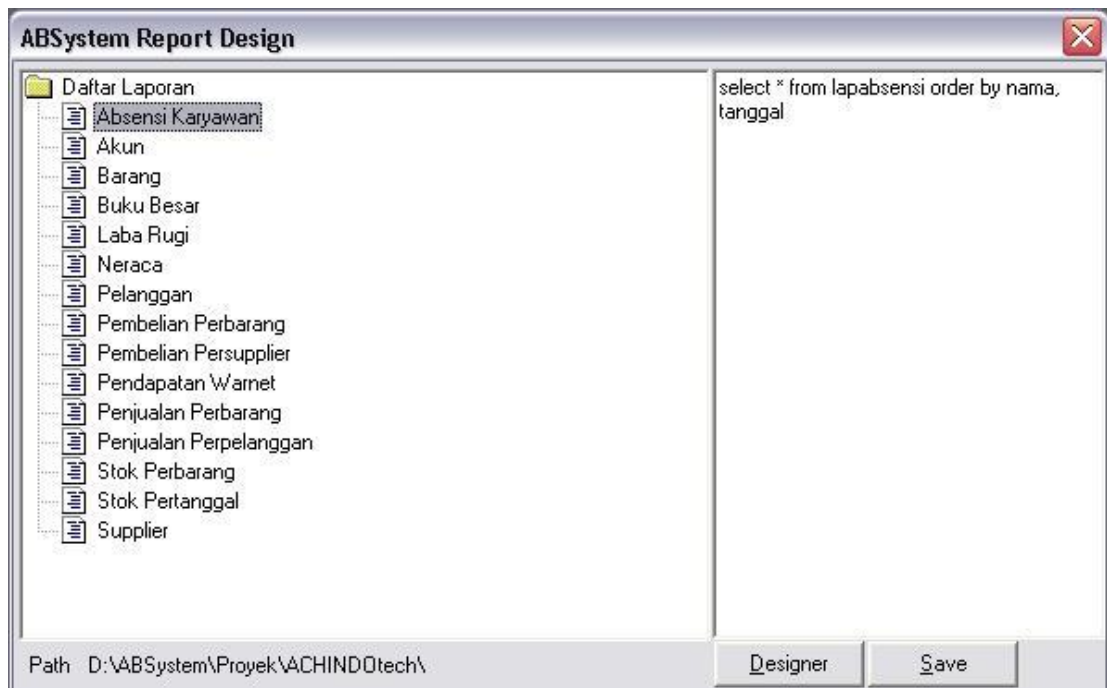 ABSystem Report Design
Daftar Laporan
Absensi Karyawan
Akun
Barang
Buku Besar
Laba Rugi
Neraca
Pelanggan
Pembelian Perbarang
Pembelian Persupplier
Pendapatan Warnet
Penjualan Perbarang
Penjualan Perpelanggan
Stok Perbarang
Stok Pertanggal
Supplier
select * from lapabsensi order by nama,
tanggal
Path D:\ABSystem\Proyek\ACHINDOtech\
Designer
Save